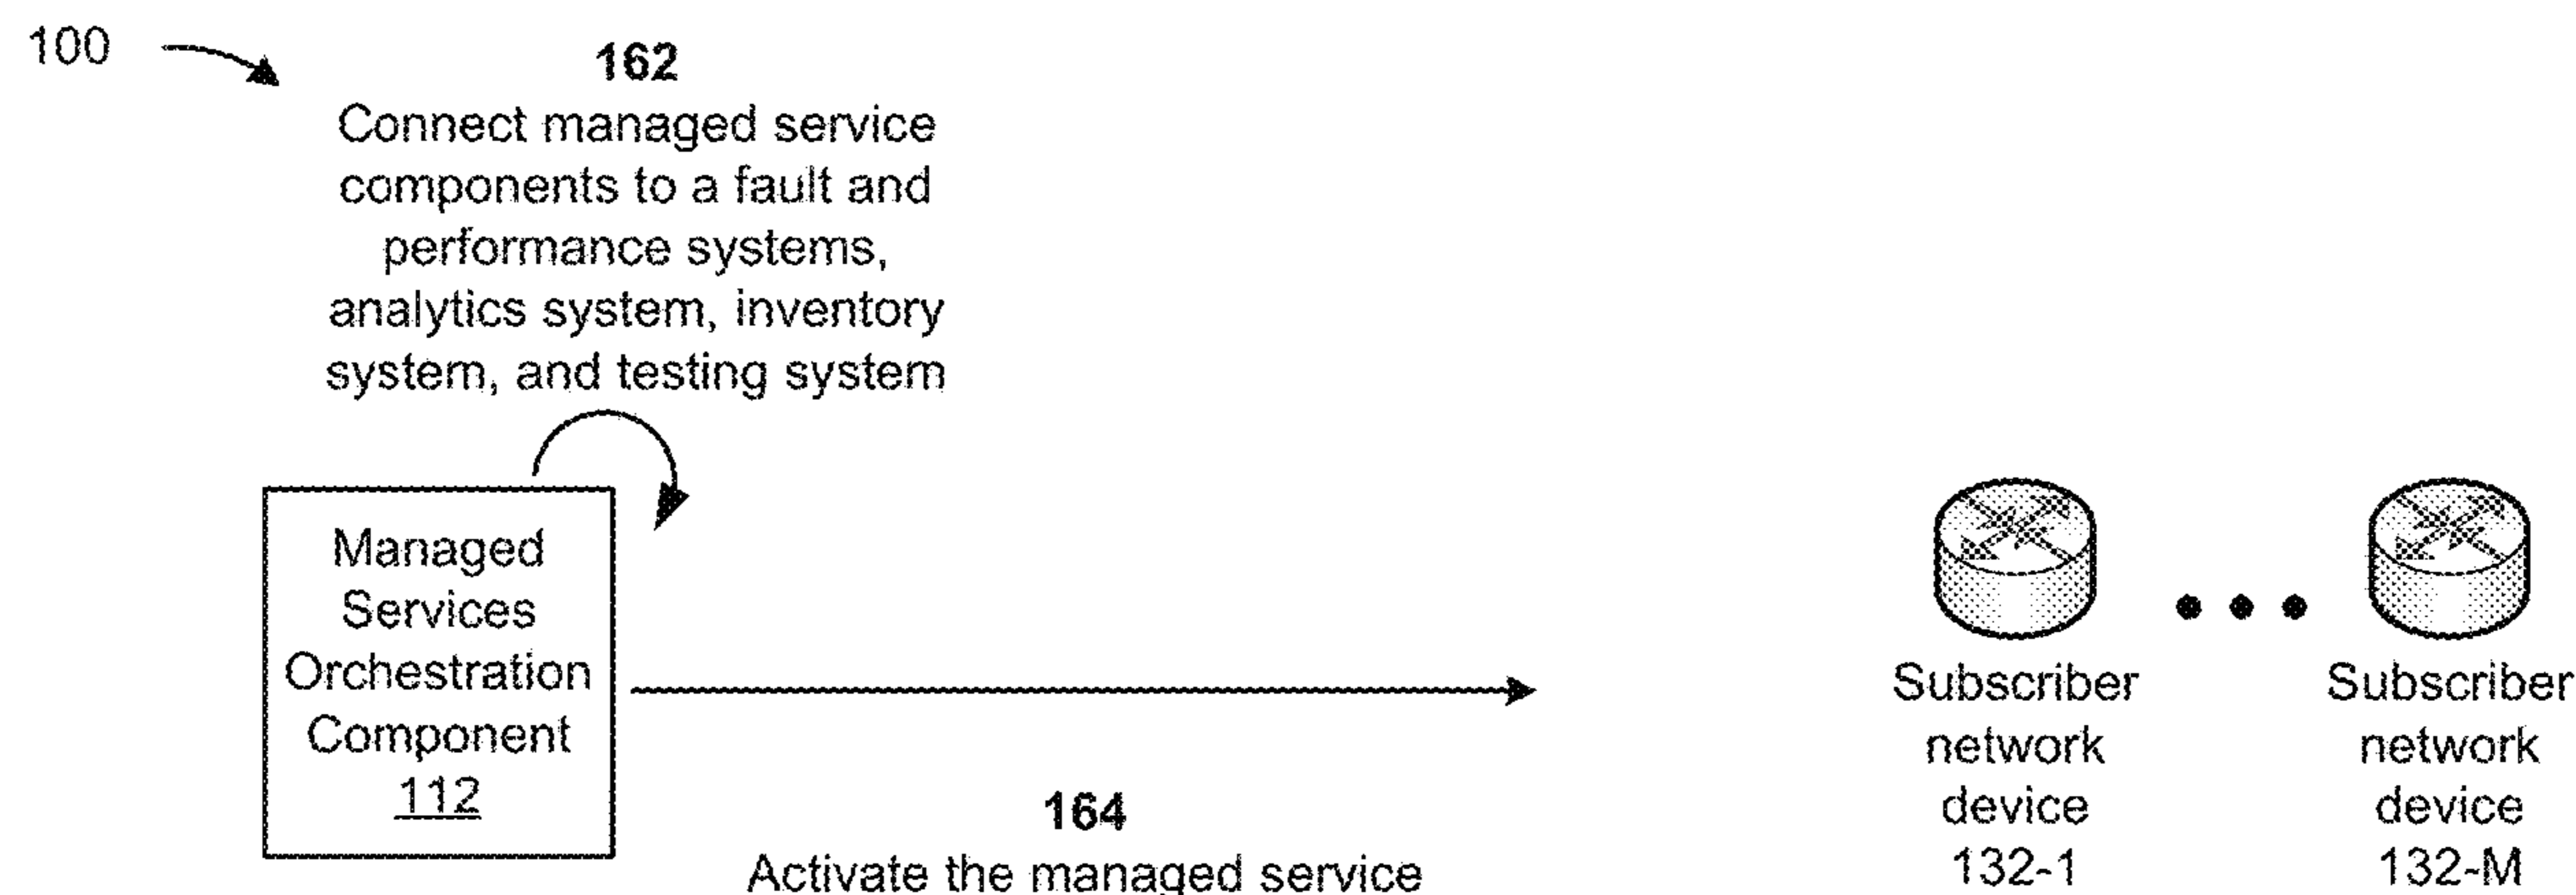 100
162
Connect managed service
components to a fault and
performance systems,
analytics system, inventory
system, and testing system
Managed
Services
Orchestration
Component
112
164
Activate the managed service
Subscriber
network
device
132-1
Subscriber
network
device
132-M